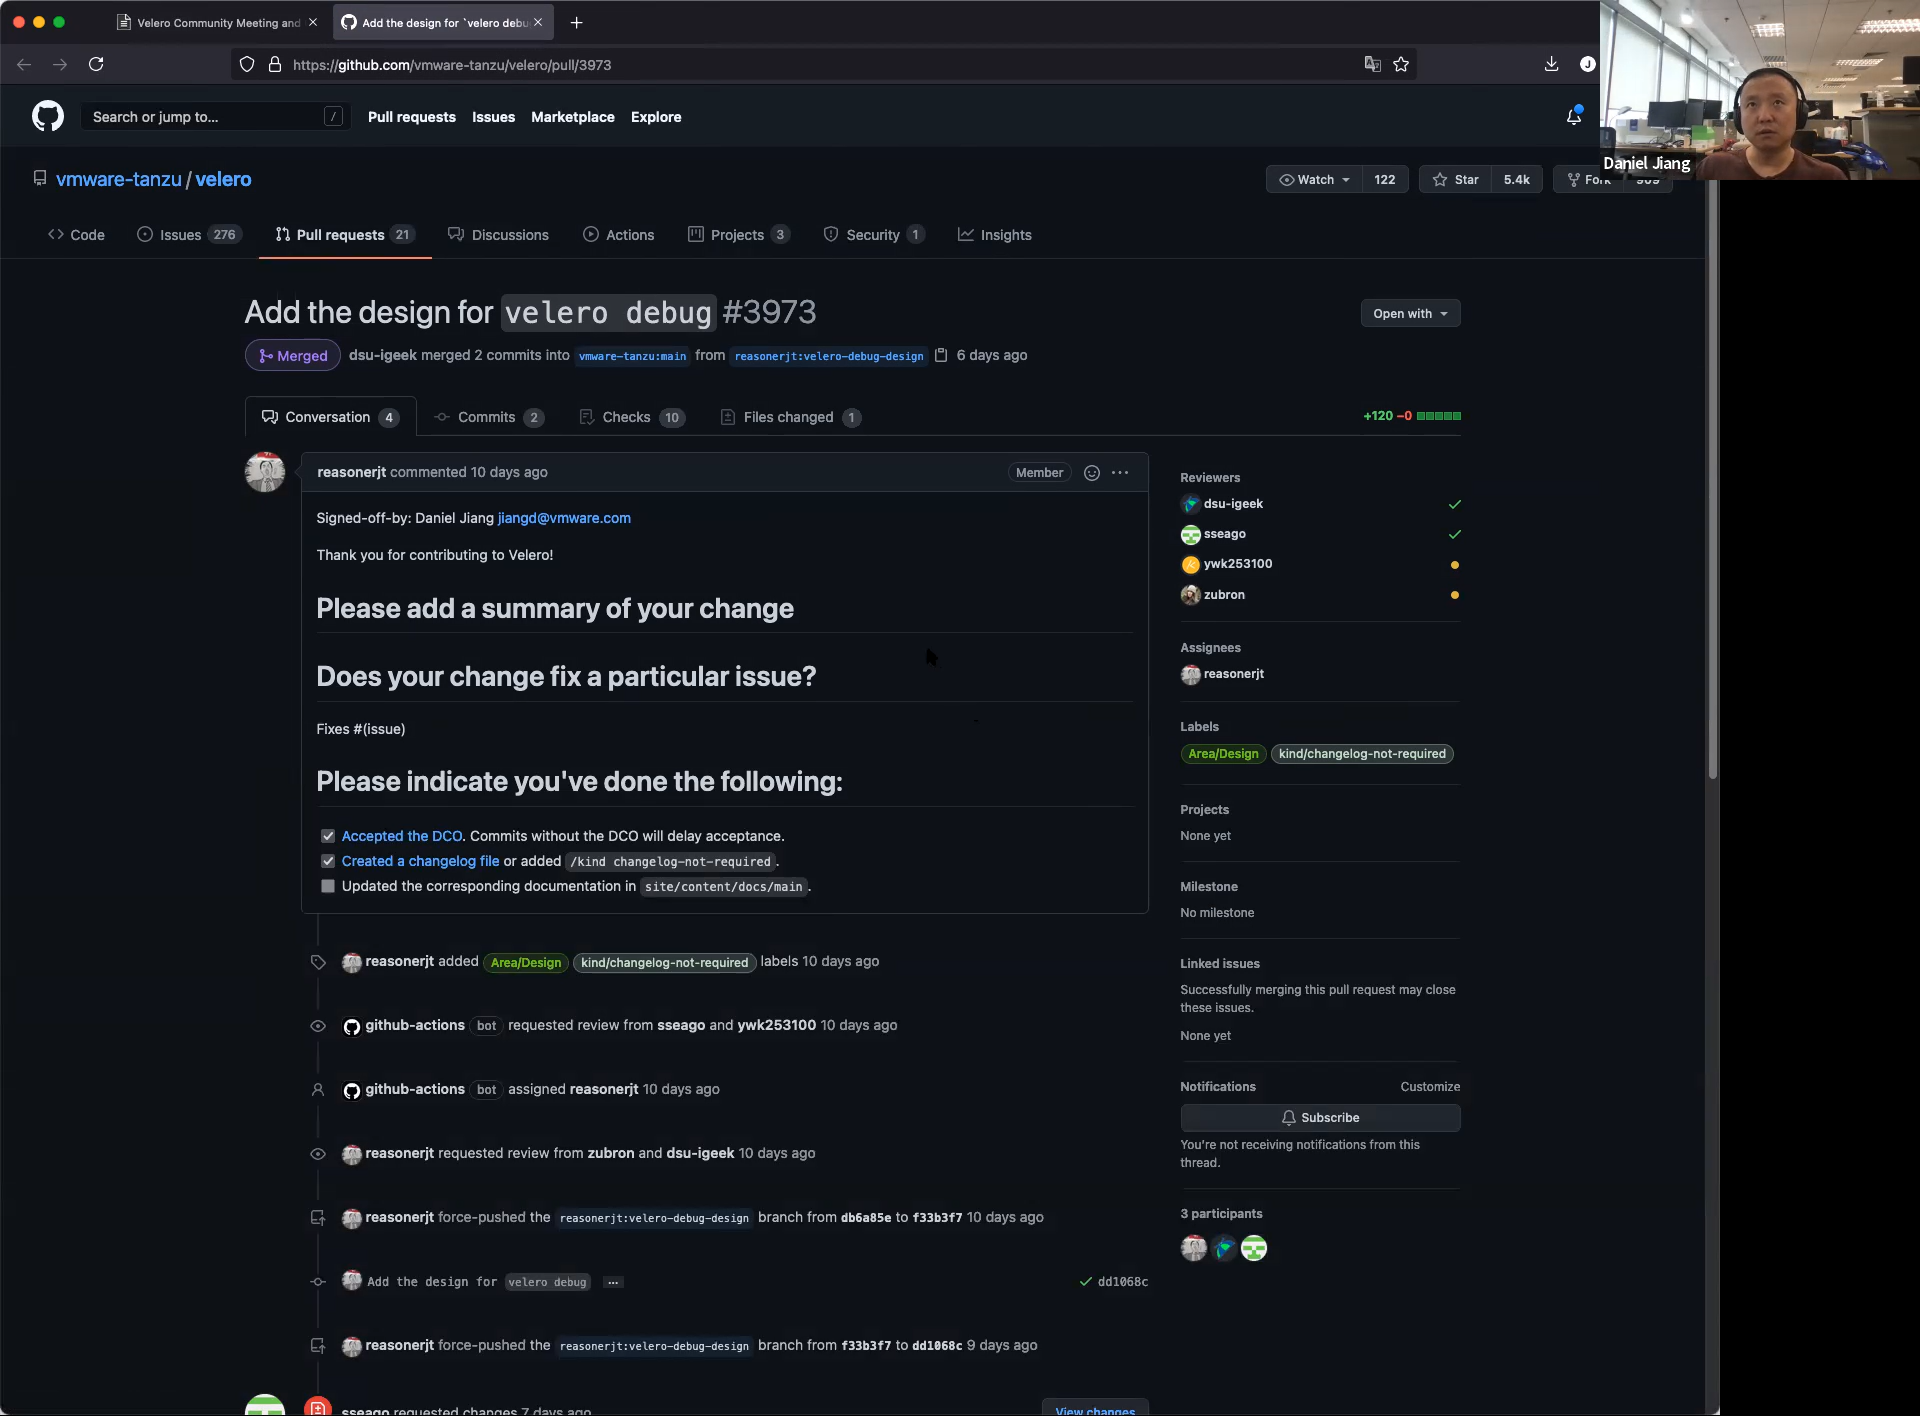 Velero Community Meeting and
Add the design for `velero debu
https://github.com/vmware-tanzu/velero/pull/3973
J
Daniel Jiang
Search or jump to...
/
Pull requests
Issues
Marketplace
Explore
vmware-tanzu / velero
Watch
122
Star
5.4k
Fork
Code
Issues 276
Pull requests 21
Discussions
Actions
Projects 3
Security 1
Insights
Add the design for velero debug #3973
Open with
Merged
dsu-igeek merged 2 commits into vmware-tanzu:main from reasonerjt:velero-debug-design 6 days ago
Conversation 4
Commits 2
Checks 10
Files changed 1
+120 −0
reasonerjt commented 10 days ago
Member
Signed-off-by: Daniel Jiang jiangd@vmware.com
Thank you for contributing to Velero!
Please add a summary of your change
Does your change fix a particular issue?
Fixes #(issue)
Please indicate you've done the following:
Accepted the DCO. Commits without the DCO will delay acceptance.
Created a changelog file or added /kind changelog-not-required.
Updated the corresponding documentation in site/content/docs/main.
reasonerjt added Area/Design kind/changelog-not-required labels 10 days ago
github-actions bot requested review from sseago and ywk253100 10 days ago
github-actions bot assigned reasonerjt 10 days ago
reasonerjt requested review from zubron and dsu-igeek 10 days ago
reasonerjt force-pushed the reasonerjt:velero-debug-design branch from db6a85e to f33b3f7 10 days ago
Add the design for velero debug ...
dd1068c
reasonerjt force-pushed the reasonerjt:velero-debug-design branch from f33b3f7 to dd1068c 9 days ago
sseago requested changes 7 days ago
View changes
Reviewers
dsu-igeek
sseago
ywk253100
zubron
Assignees
reasonerjt
Labels
Area/Design kind/changelog-not-required
Projects
None yet
Milestone
No milestone
Linked issues
Successfully merging this pull request may close
these issues.
None yet
Notifications
Customize
Subscribe
You're not receiving notifications from this
thread.
3 participants